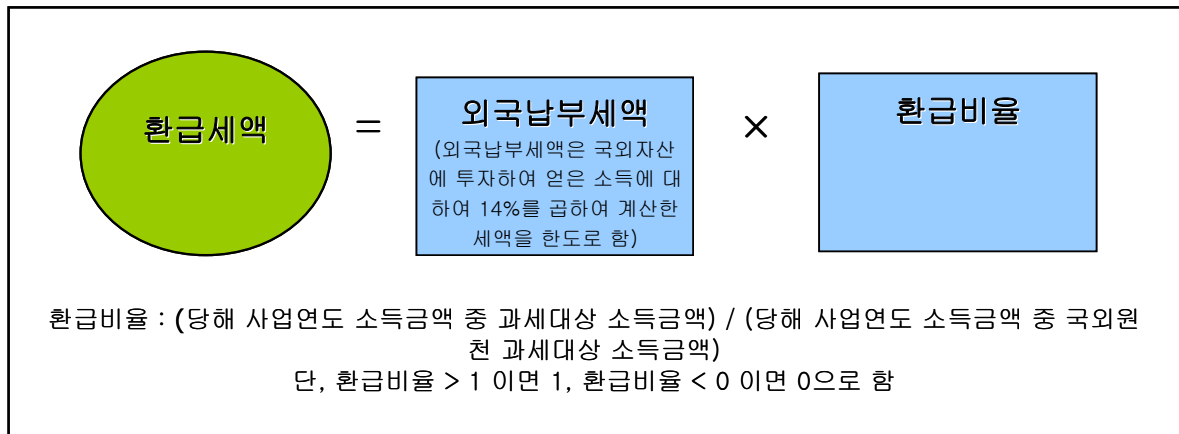 환급세액
=
외국납부세액
(외국납부세액은 국외자산
에 투자하여 얻은 소득에 대
하여 14%를 곱하여 계산한
세액을 한도로 함)
×
환급비율
환급비율 : (당해 사업연도 소득금액 중 과세대상 소득금액) / (당해 사업연도 소득금액 중 국외원
천 과세대상 소득금액)
단, 환급비율 > 1 이면 1, 환급비율 < 0 이면 0으로 함